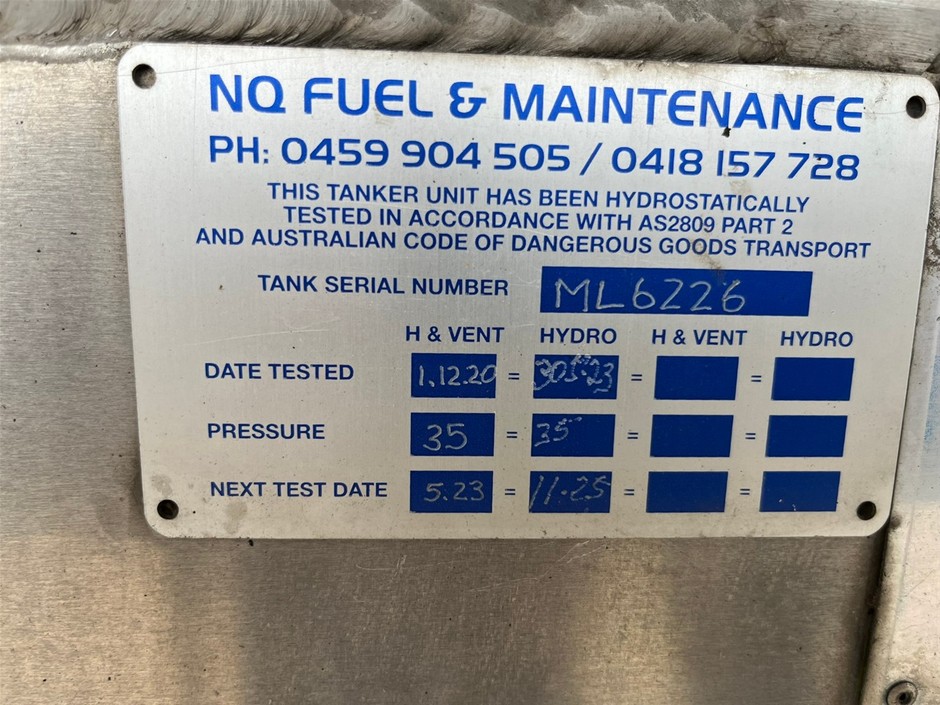 NQ FUEL & MAINTENANCE
PH: 0459 904 505 / 0418 157 728
THIS TANKER UNIT HAS BEEN HYDROSTATICALLY
TESTED IN ACCORDANCE WITH AS2809 PART 2
AND AUSTRALIAN CODE OF DANGEROUS GOODS TRANSPORT
TANK SERIAL NUMBER ML6226
H & VENT HYDRO H & VENT HYDRO
DATE TESTED 1.12.20 = = =
PRESSURE 35 = 35 = =
NEXT TEST DATE 5.23 = 11.25 = =